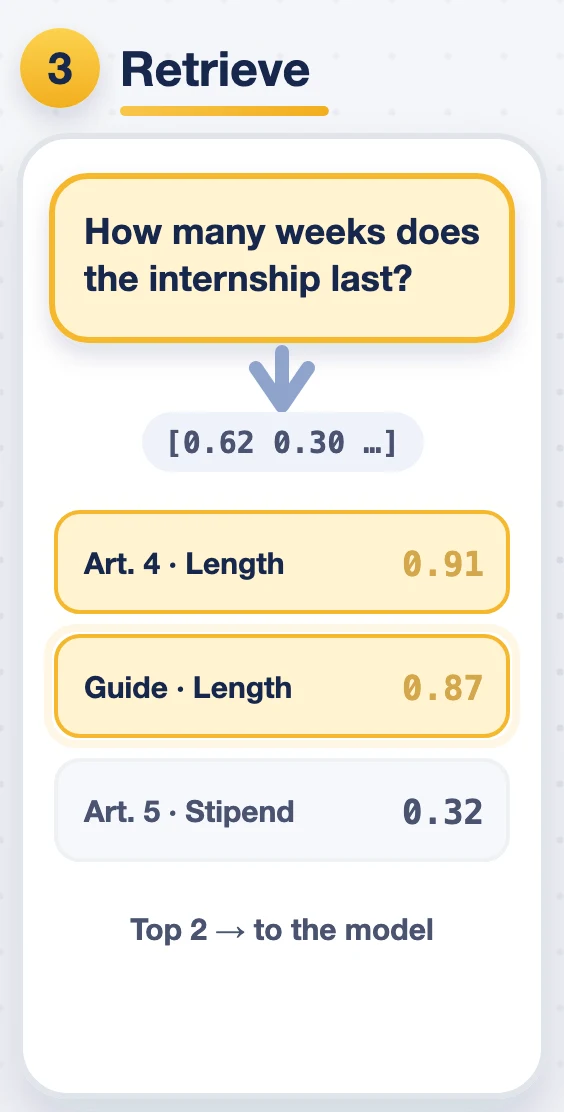 3 Retrieve
How many weeks does
the internship last?
[0.62 0.30 …]
Art. 4 · Length 0.91
Guide · Length 0.87
Art. 5 · Stipend 0.32
Top 2 → to the model